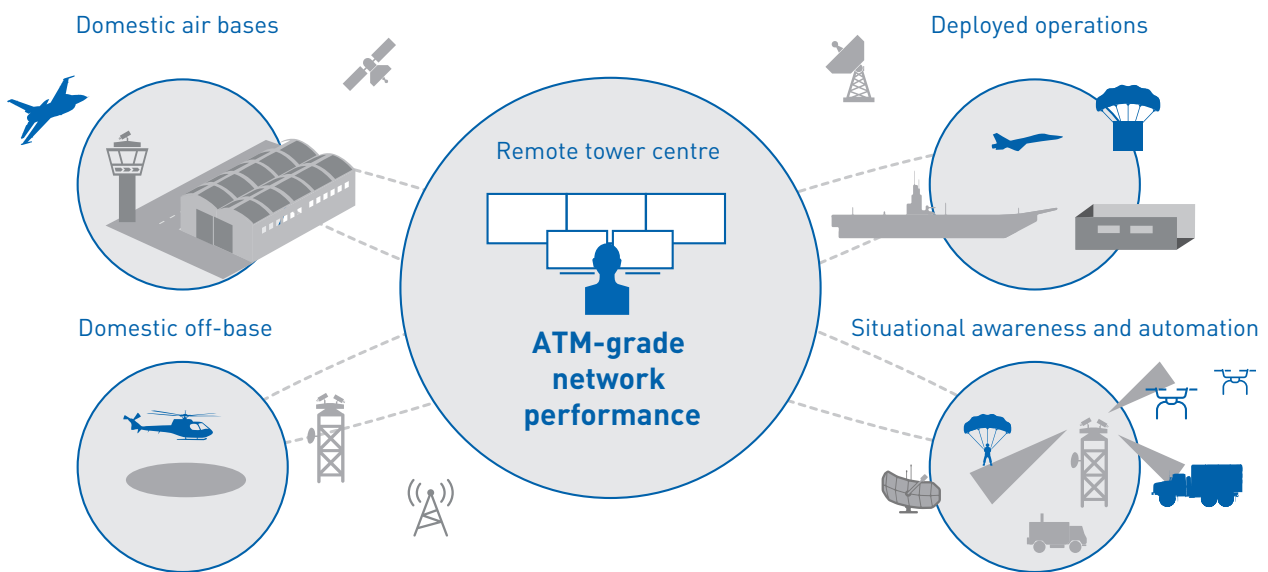 Domestic air bases
Deployed operations
Remote tower centre
ATM-grade
network
performance
Domestic off-base
Situational awareness and automation